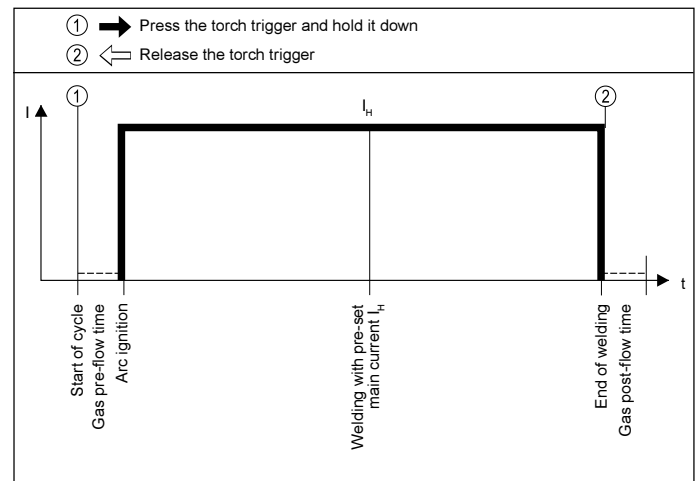 1 Press the torch trigger and hold it down
2 Release the torch trigger
1
2
I
I_H
t
Start of cycle
Gas pre-flow time
Arc ignition
Welding with pre-set
main current I_H
End of welding
Gas post-flow time